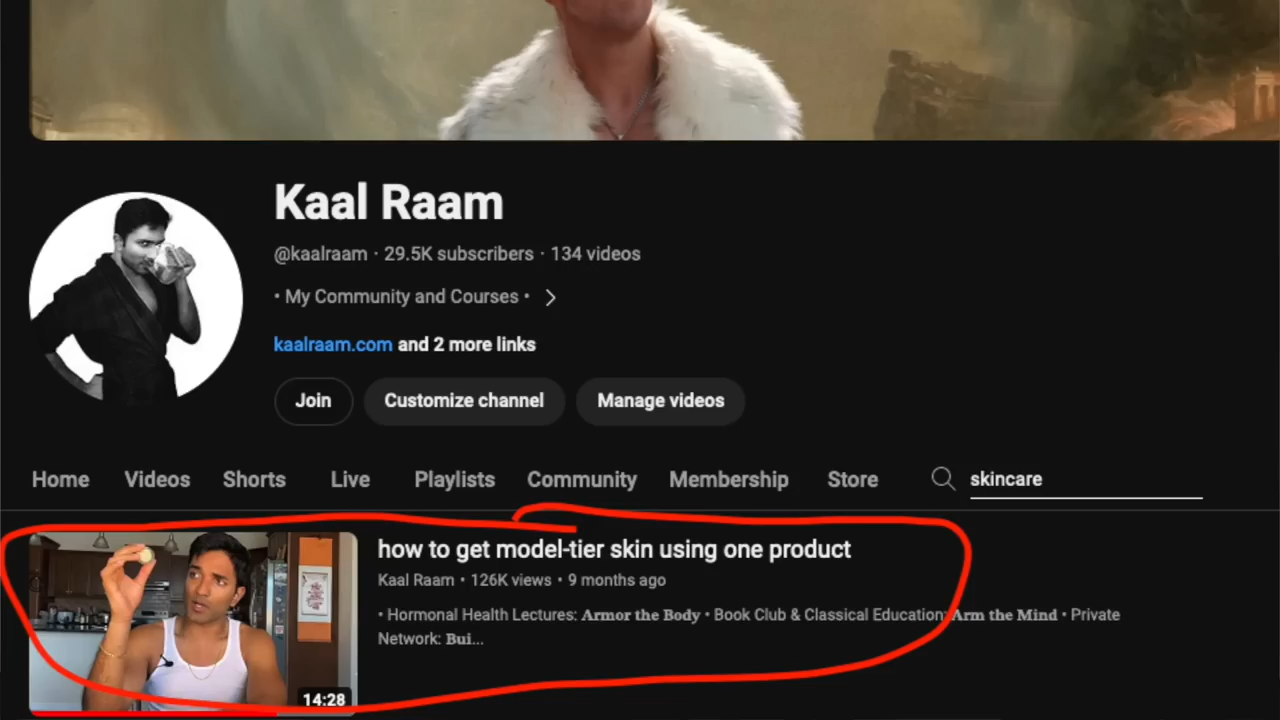 Kaal Raam
@kaalraam · 29.5K subscribers · 134 videos
• My Community and Courses •
kaalraam.com and 2 more links
Join Customize channel Manage videos
Home Videos Shorts Live Playlists Community Membership Store skincare
how to get model-tier skin using one product
Kaal Raam • 126K views • 9 months ago
• Hormonal Health Lectures: Armor the Body • Book Club & Classical Education: Arm the Mind • Private
Network: Bui...
14:28